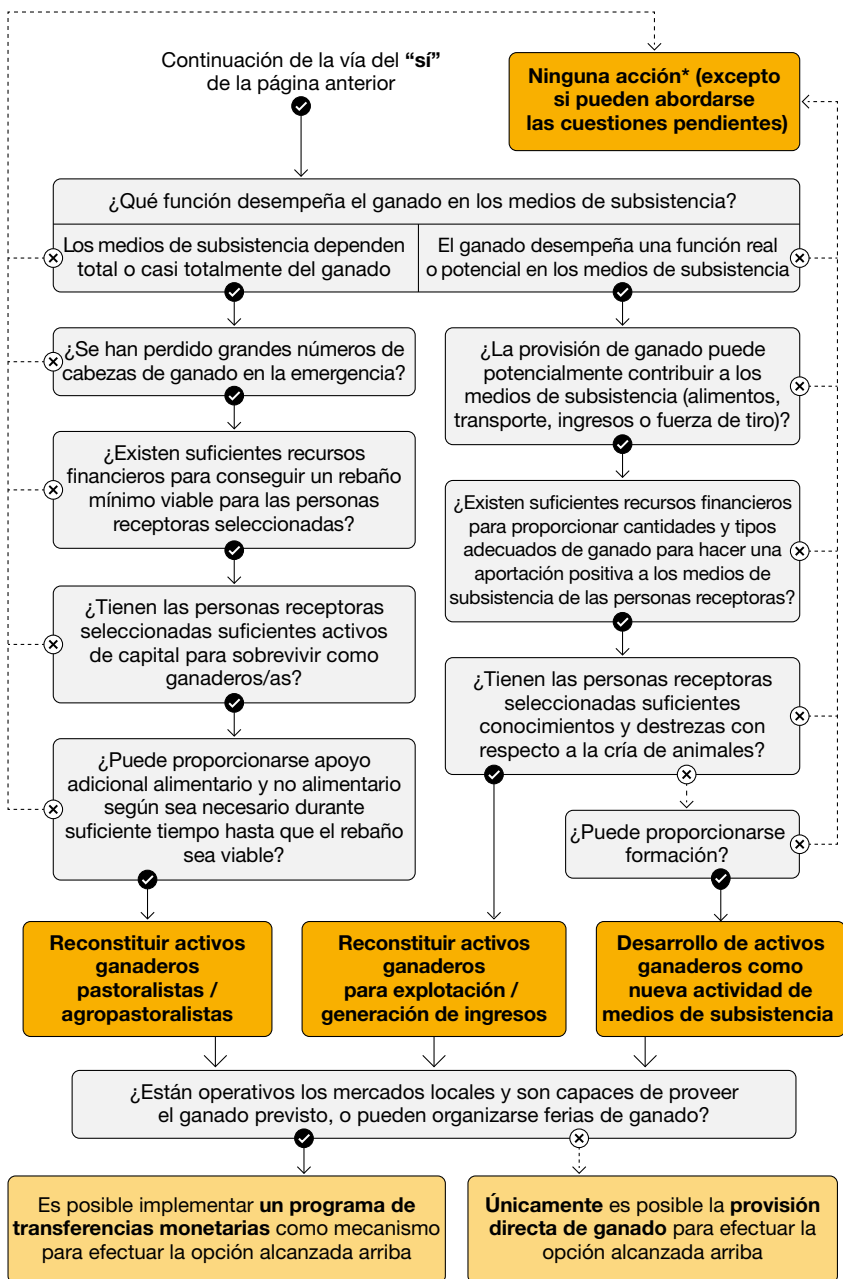 Continuación de la vía del “sí”
de la página anterior
Ninguna acción* (excepto
si pueden abordarse
las cuestiones pendientes)
¿Qué función desempeña el ganado en los medios de subsistencia?
Los medios de subsistencia dependen
total o casi totalmente del ganado
El ganado desempeña una función real
o potencial en los medios de subsistencia
¿Se han perdido grandes números de
cabezas de ganado en la emergencia?
¿Existen suficientes recursos
financieros para conseguir un rebaño
mínimo viable para las personas
receptoras seleccionadas?
¿Tienen las personas receptoras
seleccionadas suficientes activos
de capital para sobrevivir como
ganaderos/as?
¿Puede proporcionarse apoyo
adicional alimentario y no alimentario
según sea necesario durante
suficiente tiempo hasta que el rebaño
sea viable?
¿La provisión de ganado puede
potencialmente contribuir a los
medios de subsistencia (alimentos,
transporte, ingresos o fuerza de tiro)?
¿Existen suficientes recursos financieros
para proporcionar cantidades y tipos
adecuados de ganado para hacer una
aportación positiva a los medios de
subsistencia de las personas receptoras?
¿Tienen las personas receptoras
seleccionadas suficientes
conocimientos y destrezas con
respecto a la cría de animales?
¿Puede proporcionarse
formación?
Reconstituir activos
ganaderos
pastoralistas /
agropastoralistas
Reconstituir activos
ganaderos
para explotación /
generación de ingresos
Desarrollo de activos
ganaderos como
nueva actividad de
medios de subsistencia
¿Están operativos los mercados locales y son capaces de proveer
el ganado previsto, o pueden organizarse ferias de ganado?
Es posible implementar un programa de
transferencias monetarias como mecanismo
para efectuar la opción alcanzada arriba
Únicamente es posible la provisión
directa de ganado para efectuar la
opción alcanzada arriba